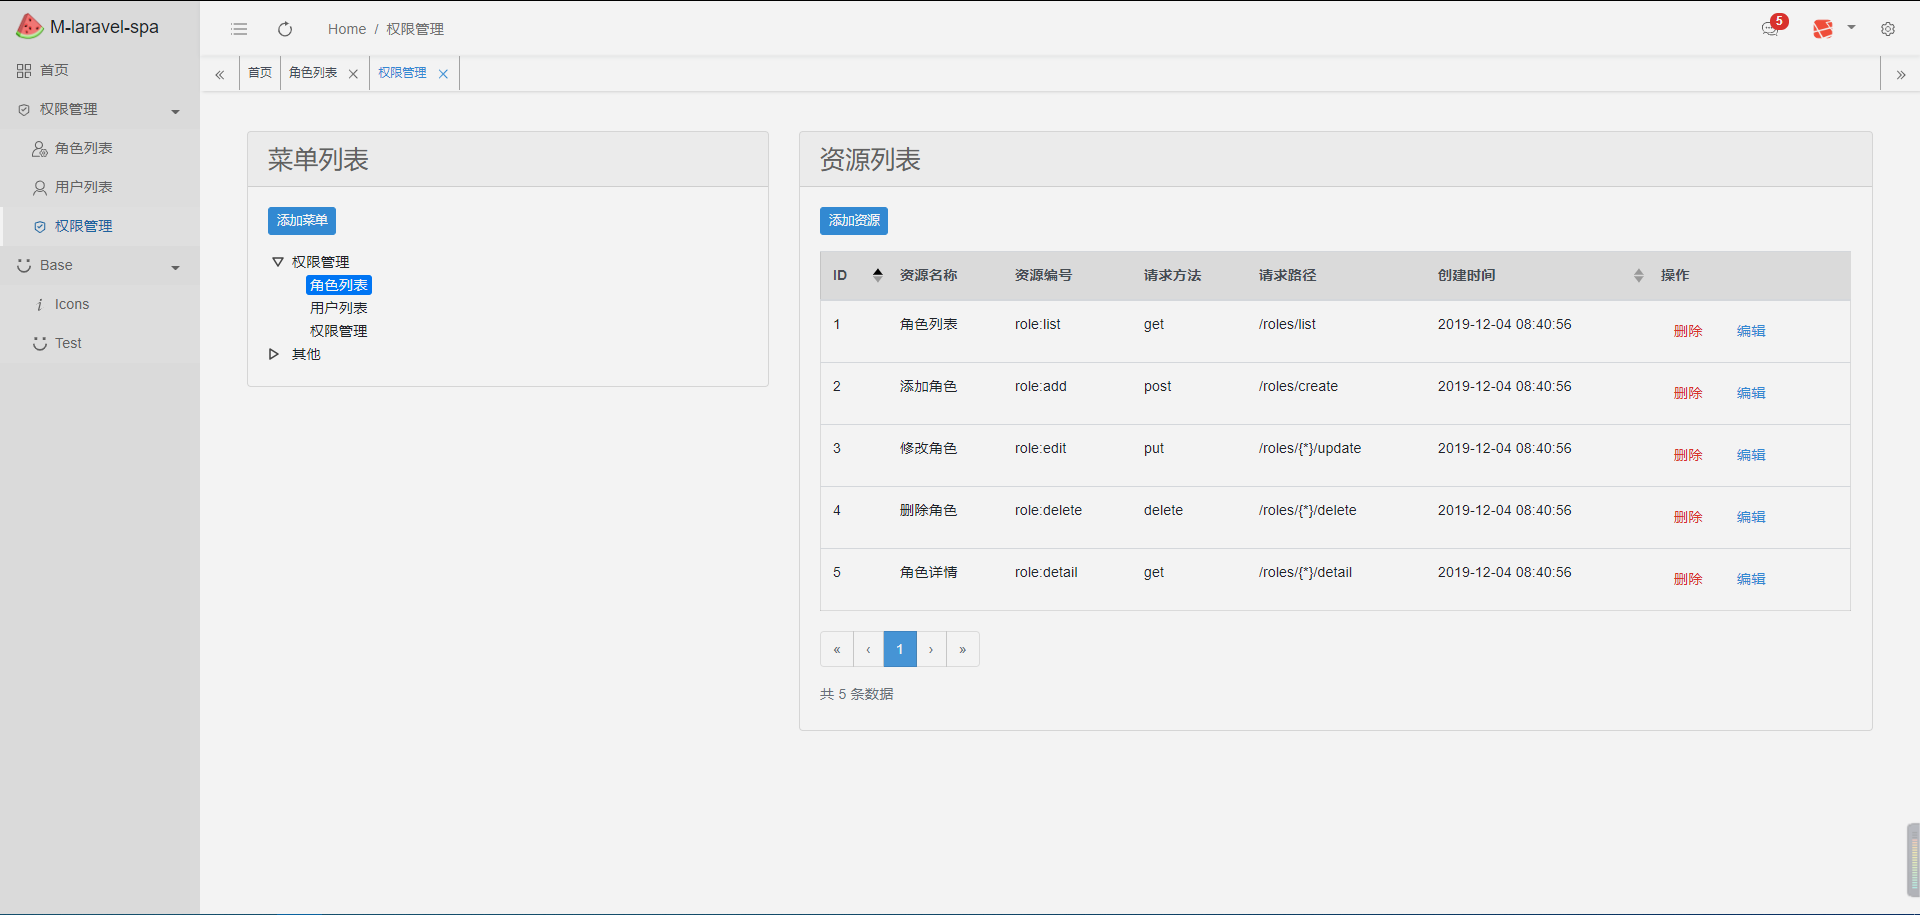 M-laravel-spa
首页
权限管理
角色列表
用户列表
权限管理
Base
Icons
Test
Home / 权限管理
5
« 首页 角色列表 × 权限管理 × »
菜单列表
添加菜单
权限管理
角色列表
用户列表
权限管理
其他
资源列表
添加资源
ID 资源名称 资源编号 请求方法 请求路径 创建时间 操作
1 角色列表 role:list get /roles/list 2019-12-04 08:40:56 删除 编辑
2 添加角色 role:add post /roles/create 2019-12-04 08:40:56 删除 编辑
3 修改角色 role:edit put /roles/{*}/update 2019-12-04 08:40:56 删除 编辑
4 删除角色 role:delete delete /roles/{*}/delete 2019-12-04 08:40:56 删除 编辑
5 角色详情 role:detail get /roles/{*}/detail 2019-12-04 08:40:56 删除 编辑
« ‹ 1 › »
共 5 条数据